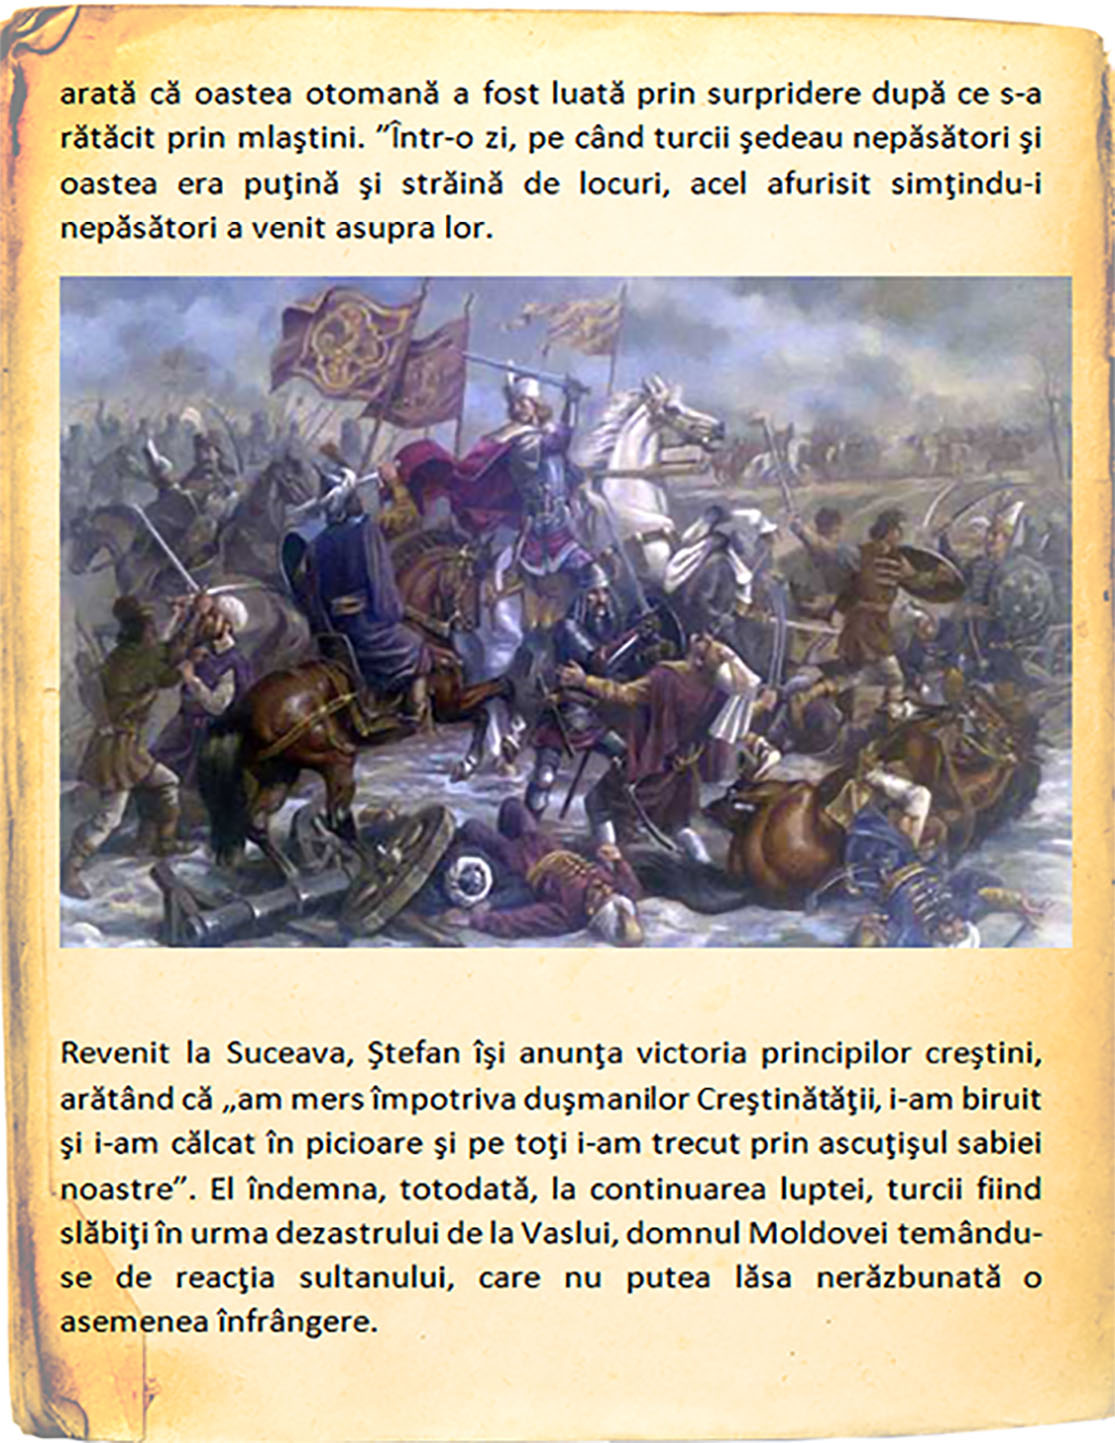 arată că oastea otomană a fost luată prin surpridere după ce s-a
rătăcit prin mlaştini. ”Într-o zi, pe când turcii şedeau nepăsători şi
oastea era puţină şi străină de locuri, acel afurisit simţindu-i
nepăsători a venit asupra lor.
Revenit la Suceava, Ştefan îşi anunţa victoria principilor creştini,
arătând că „am mers împotriva duşmanilor Creştinătăţii, i-am biruit
şi i-am călcat în picioare şi pe toţi i-am trecut prin ascuţişul sabiei
noastre”. El îndemna, totodată, la continuarea luptei, turcii fiind
slăbiţi în urma dezastrului de la Vaslui, domnul Moldovei temându-
se de reacţia sultanului, care nu putea lăsa nerăzbunată o
asemenea înfrângere.